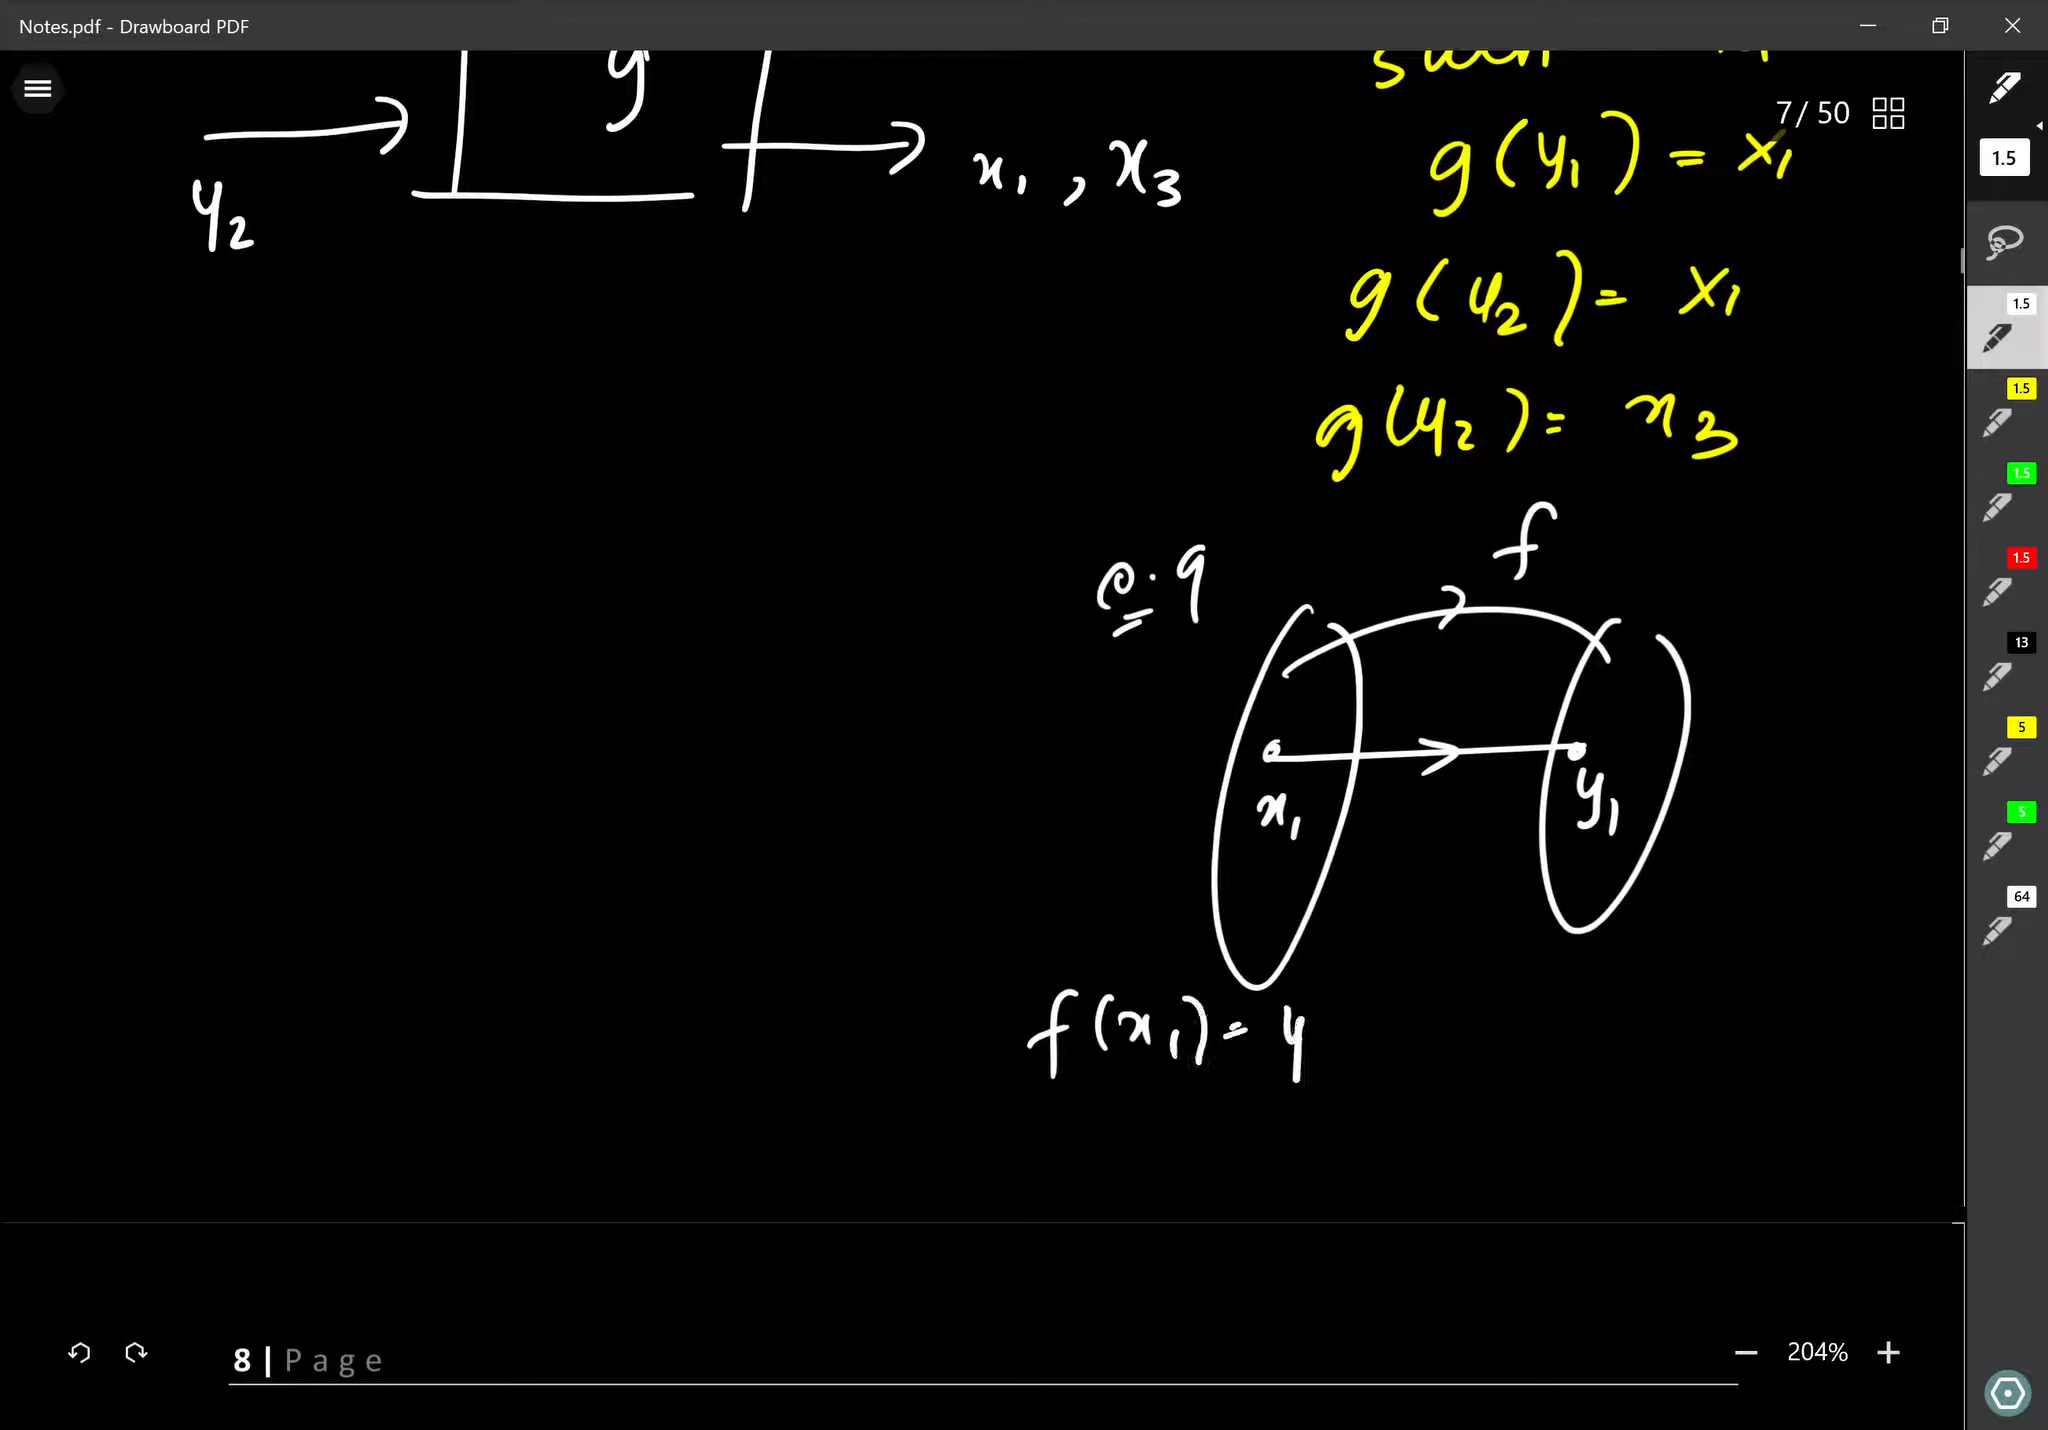 Notes.pdf - Drawboard PDF
7/ 50
such
g
y2
x1 , x3
g(y1) = x1
g(y2) = x1
g(y2) = x3
e.g
f
x1
y1
f(x1) = y
1.5
1.5
1.5
1.5
1.5
13
5
5
64
8 | Page
204%